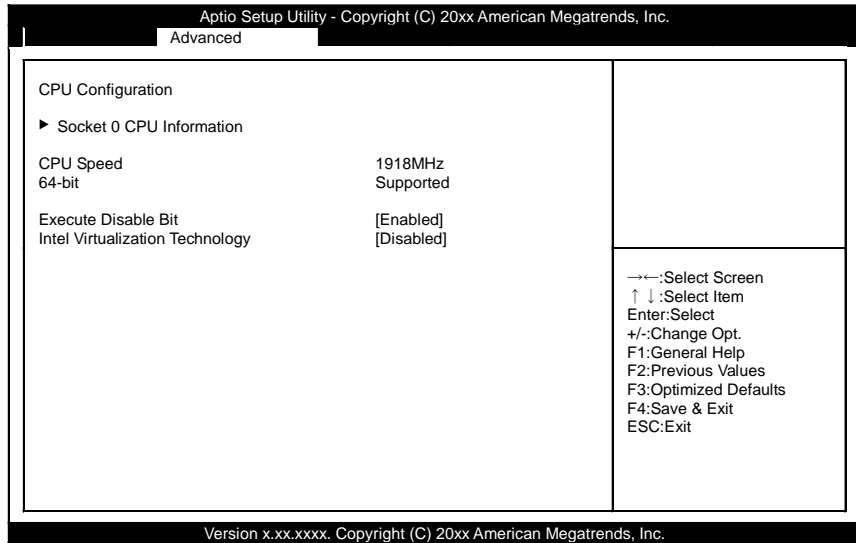 Aptio Setup Utility - Copyright (C) 20xx American Megatrends, Inc.
Advanced
CPU Configuration
► Socket 0 CPU Information
CPU Speed 1918MHz
64-bit Supported
Execute Disable Bit [Enabled]
Intel Virtualization Technology [Disabled]
→←:Select Screen
↑↓:Select Item
Enter:Select
+/-:Change Opt.
F1:General Help
F2:Previous Values
F3:Optimized Defaults
F4:Save & Exit
ESC:Exit
Version x.xx.xxxx. Copyright (C) 20xx American Megatrends, Inc.